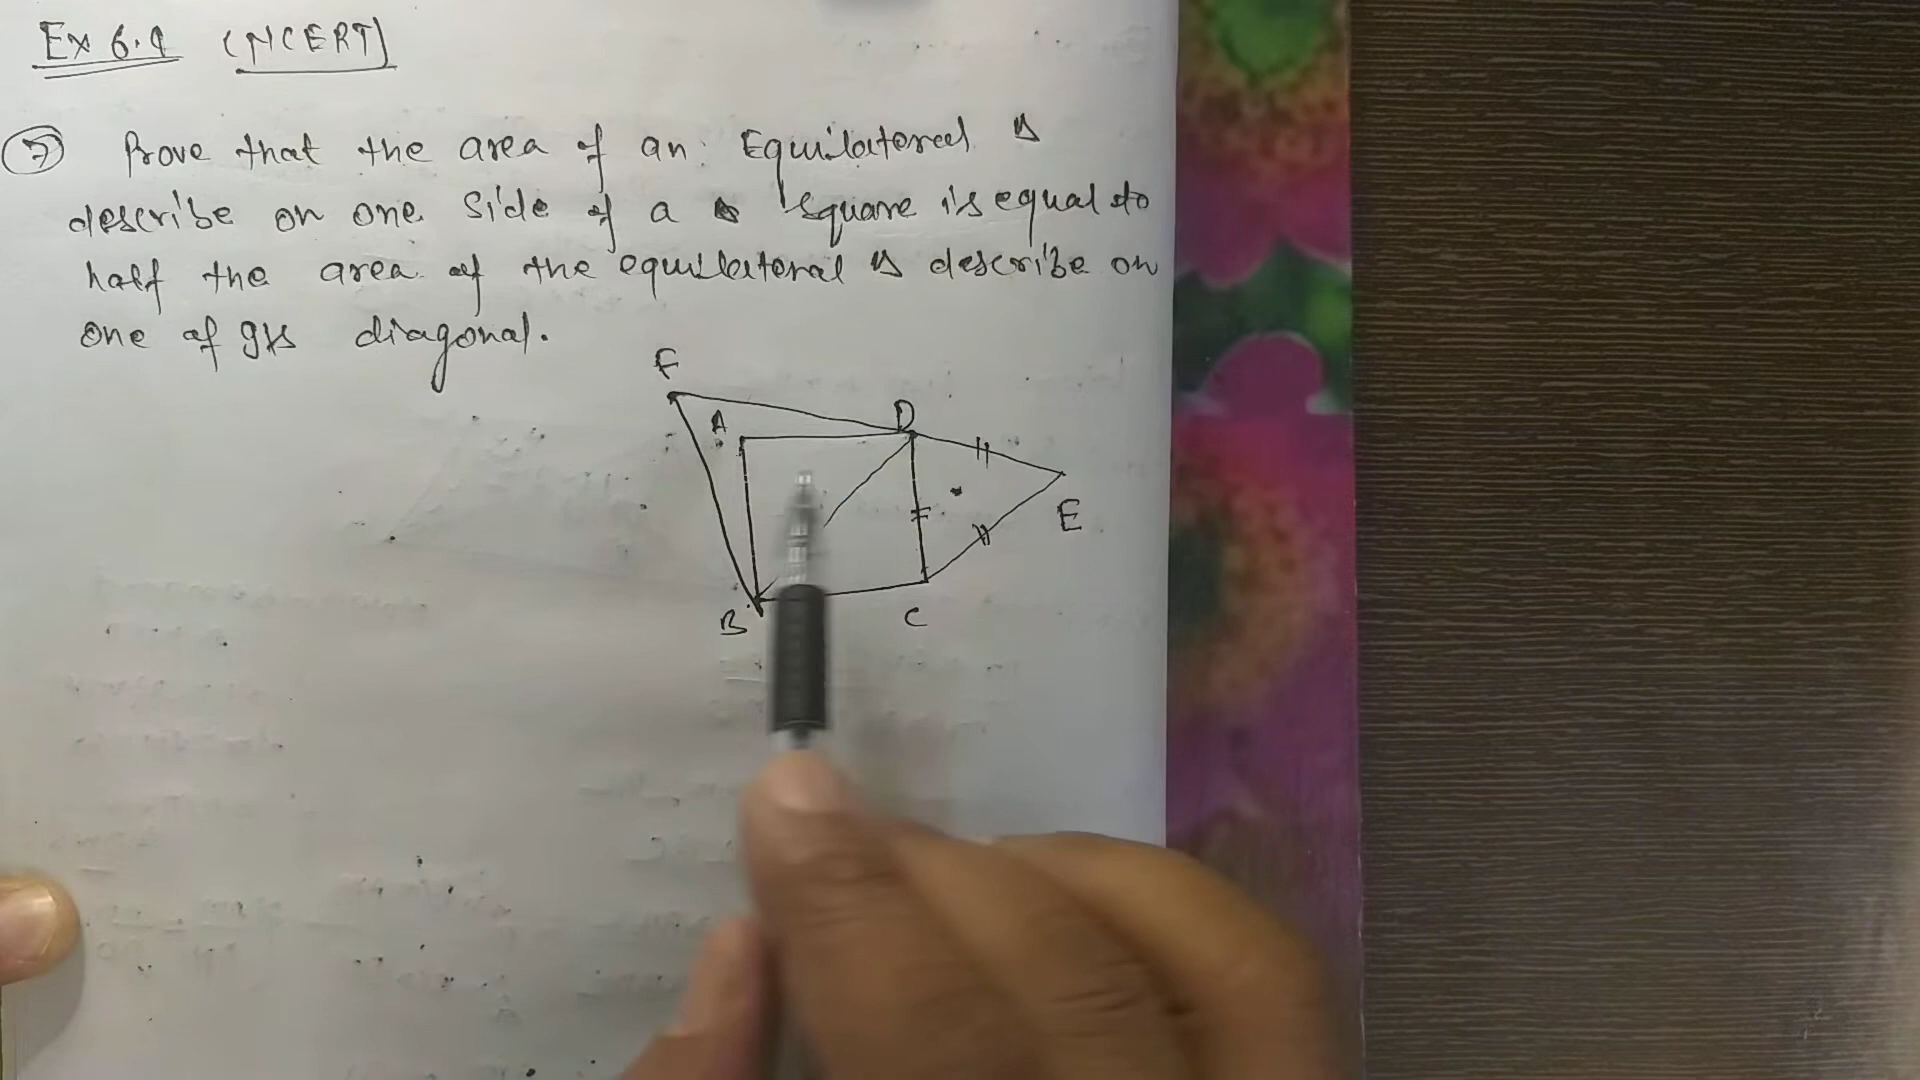 Ex 6.4 (NCERT)
7 Prove that the area of an Equilateral Δ
describe on one side of a square is equal to
half the area of the equilateral Δ describe on
one of its diagonal.
F
A D
E
B C